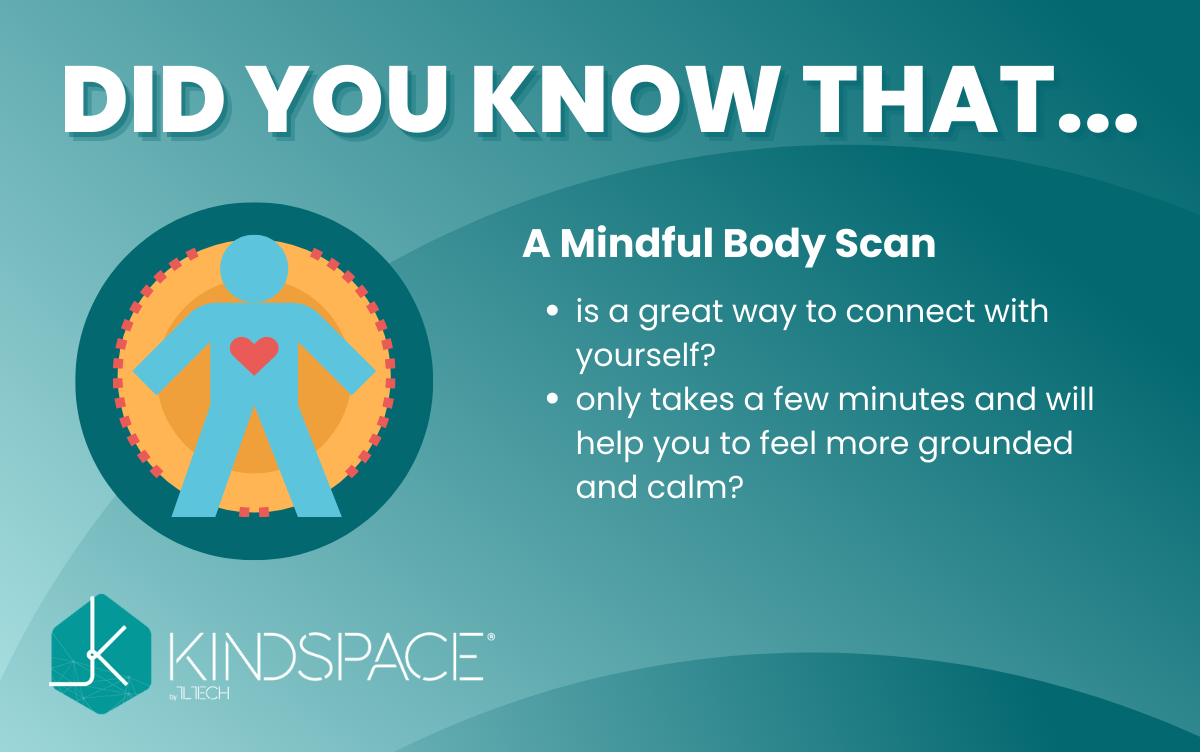 DID YOU KNOW THAT...
A Mindful Body Scan
• is a great way to connect with
yourself?
• only takes a few minutes and will
help you to feel more grounded
and calm?
KINDSPACE®
by TLTECH